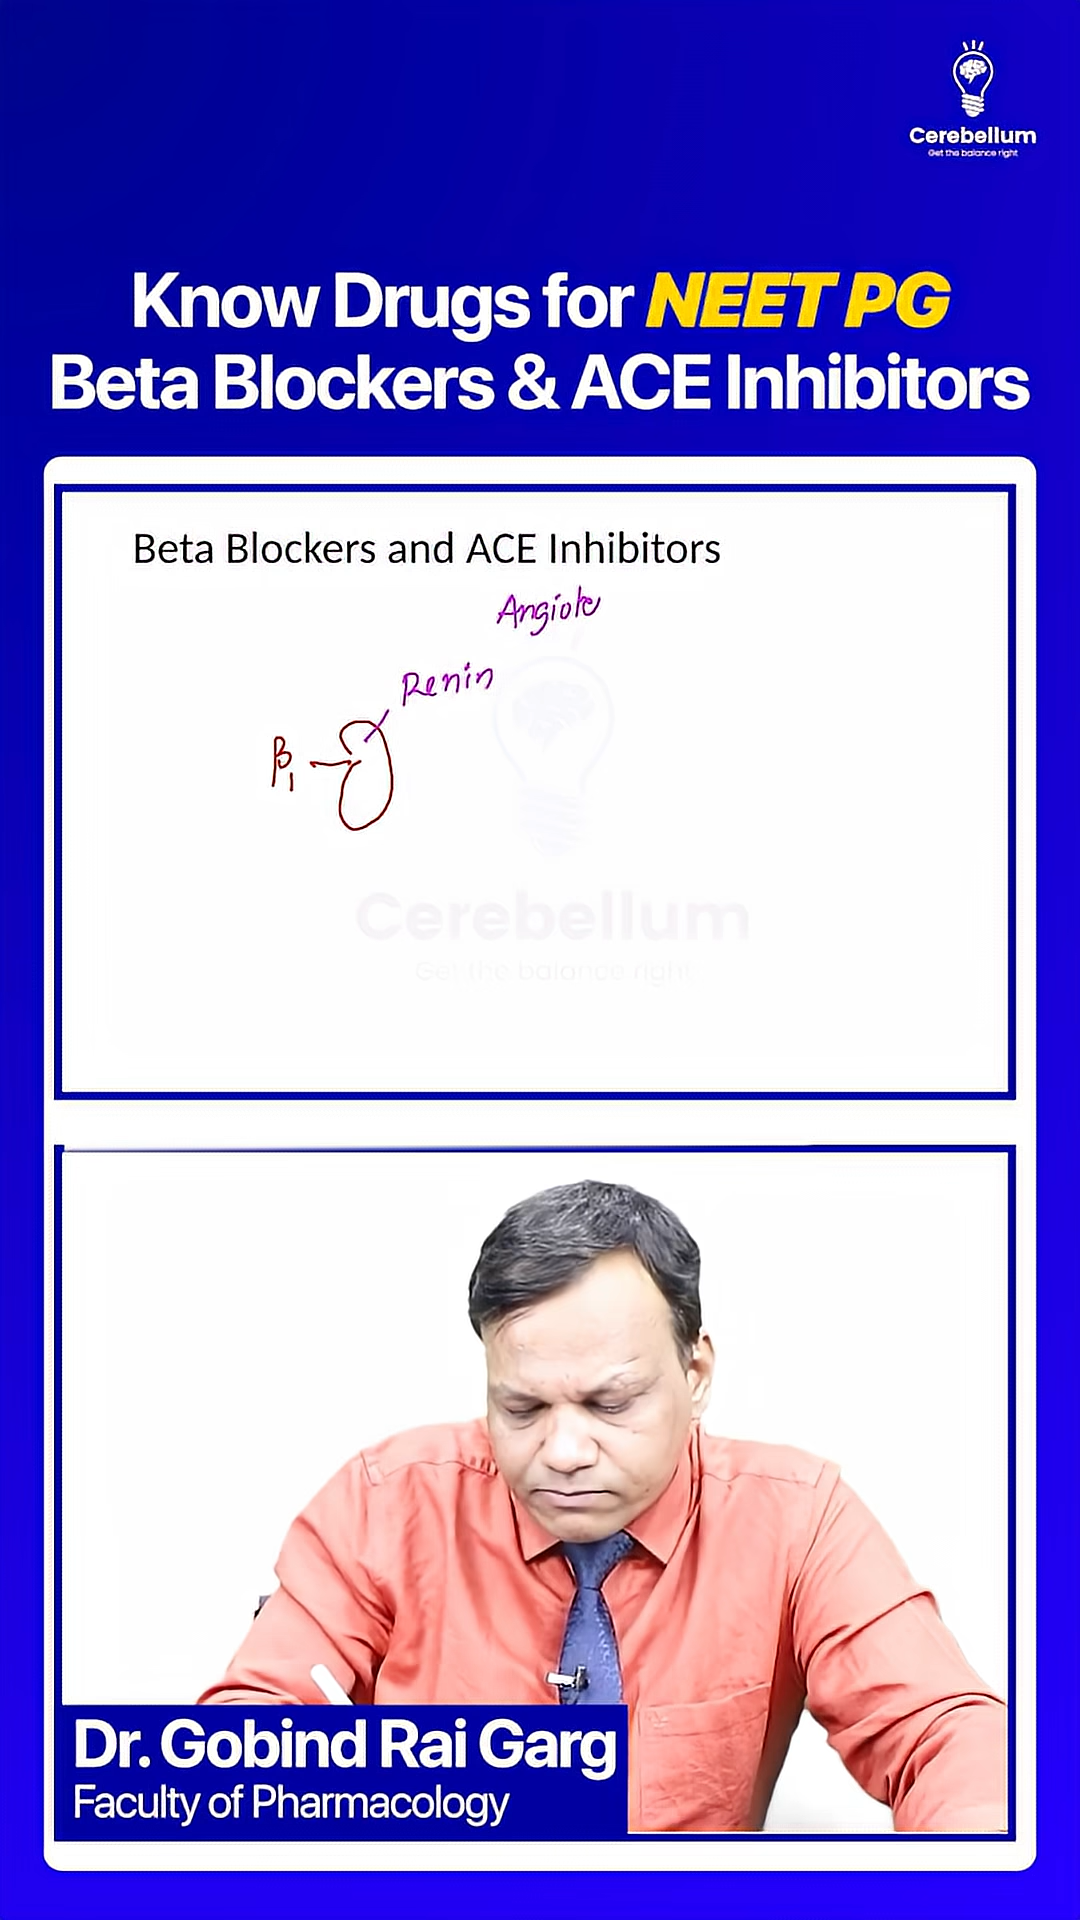 Cerebellum
Get the balance right
Know Drugs for NEET PG
Beta Blockers & ACE Inhibitors
Beta Blockers and ACE Inhibitors
Angiote
Renin
β1
Cerebellum
Get the balance right
Dr. Gobind Rai Garg
Faculty of Pharmacology